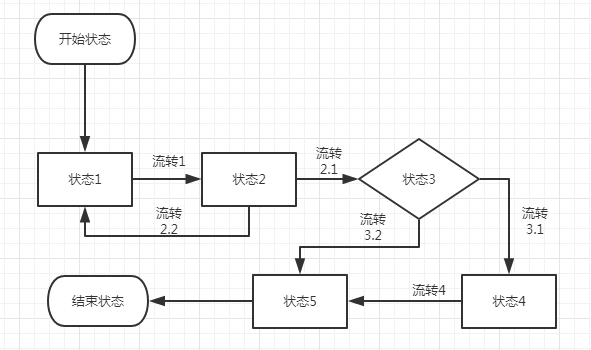 开始状态
状态1
流转1
状态2
流转
2.1
状态3
流转
2.2
流转
3.2
流转
3.1
结束状态
状态5
流转4
状态4